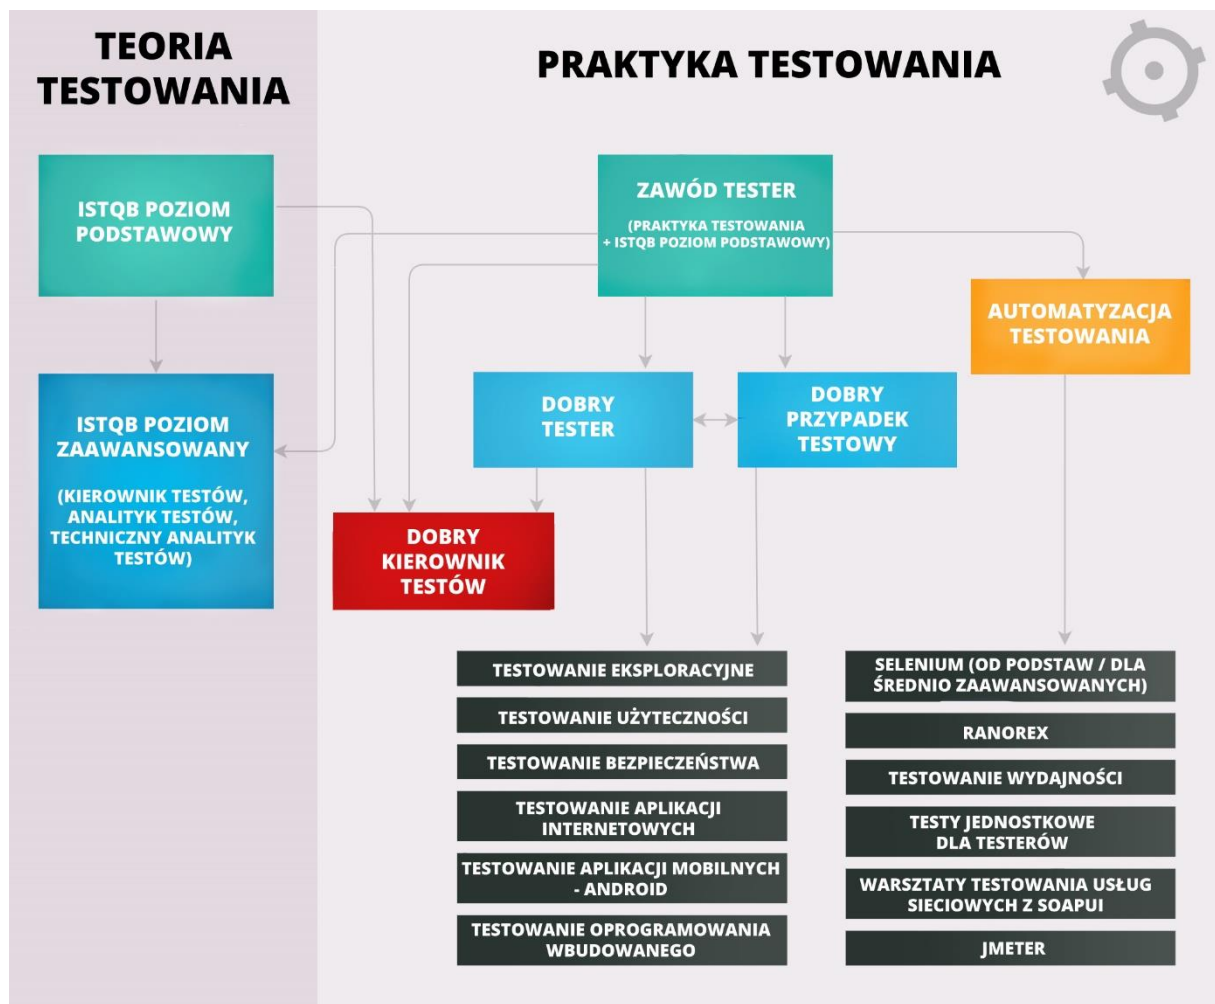 TEORIA
TESTOWANIA
PRAKTYKA TESTOWANIA
ISTQB POZIOM
PODSTAWOWY
ZAWÓD TESTER
(PRAKTYKA TESTOWANIA
+ ISTQB POZIOM PODSTAWOWY)
AUTOMATYZACJA
TESTOWANIA
ISTQB POZIOM
ZAAWANSOWANY
(KIEROWNIK TESTÓW,
ANALITYK TESTÓW,
TECHNICZNY ANALITYK
TESTÓW)
DOBRY
TESTER
DOBRY
PRZYPADEK
TESTOWY
DOBRY
KIEROWNIK
TESTÓW
TESTOWANIE EKSPLORACYJNE
TESTOWANIE UŻYTECZNOŚCI
TESTOWANIE BEZPIECZEŃSTWA
TESTOWANIE APLIKACJI
INTERNETOWYCH
TESTOWANIE APLIKACJI MOBILNYCH
- ANDROID
TESTOWANIE OPROGRAMOWANIA
WBUDOWANEGO
SELENIUM (OD PODSTAW / DLA
ŚREDNIO ZAAWANSOWANYCH)
RANOREX
TESTOWANIE WYDAJNOŚCI
TESTY JEDNOSTKOWE
DLA TESTERÓW
WARSZTATY TESTOWANIA USŁUG
SIECIOWYCH Z SOAPUI
JMETER